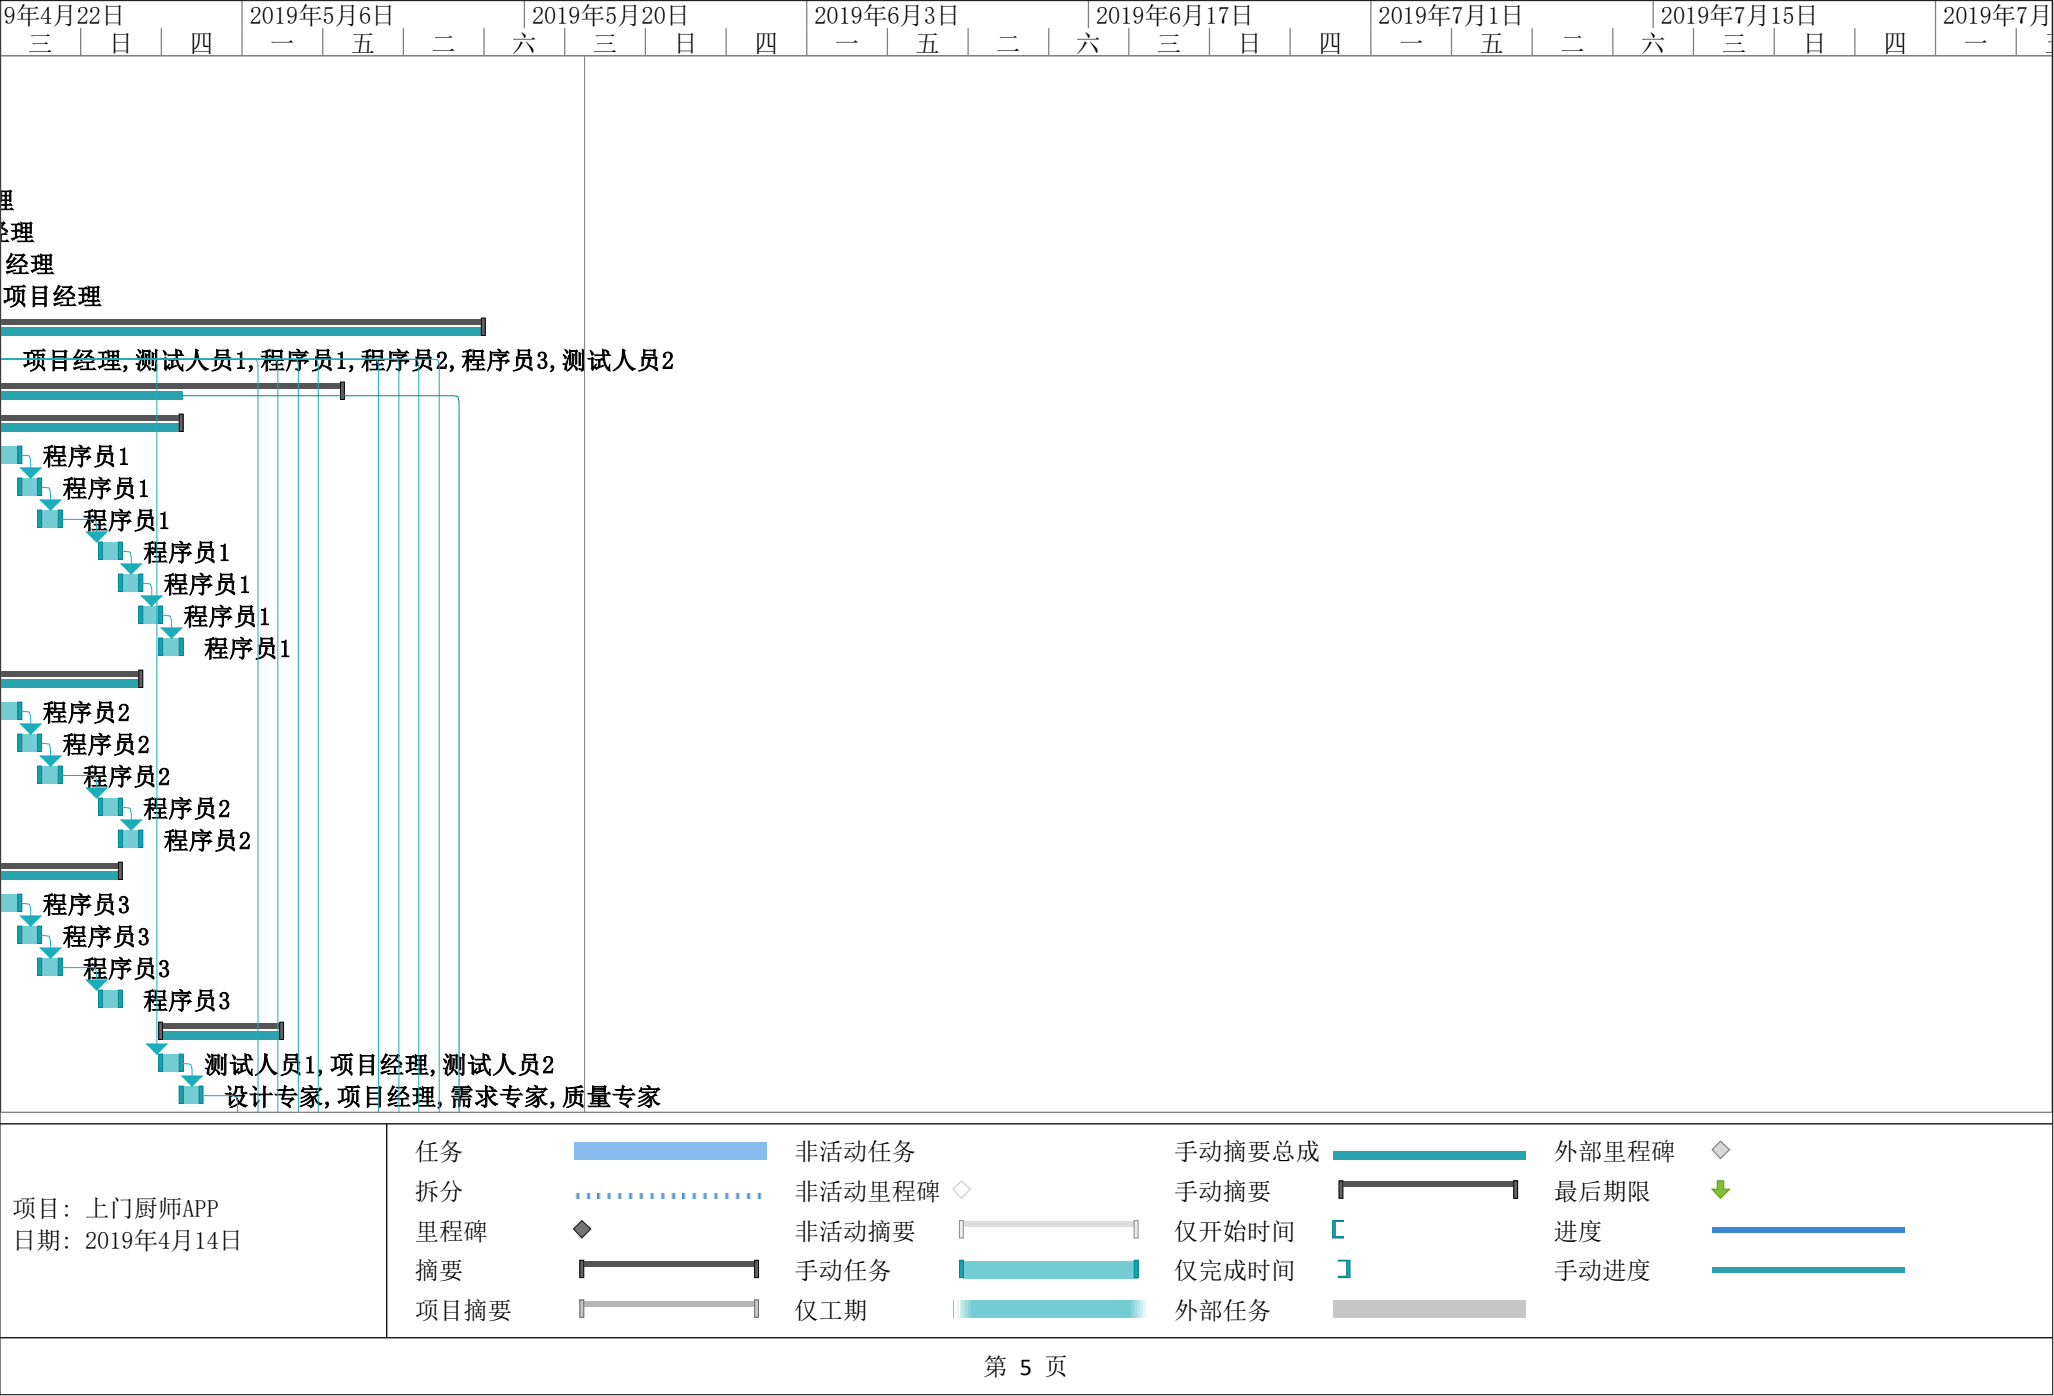 9年4月22日 2019年5月6日 2019年5月20日 2019年6月3日 2019年6月17日 2019年7月1日 2019年7月15日 2019年7月
三 日 四 一 五 二 六 三 日 四 一 五 二 六 三 日 四 一 五 二 六 三 日 四 一
理
经理
经理
项目经理
项目经理,测试人员1,程序员1,程序员2,程序员3,测试人员2
程序员1
程序员1
程序员1
程序员1
程序员1
程序员1
程序员1
程序员2
程序员2
程序员2
程序员2
程序员2
程序员3
程序员3
程序员3
程序员3
测试人员1,项目经理,测试人员2
设计专家,项目经理,需求专家,质量专家
项目: 上门厨师APP
日期: 2019年4月14日
任务 非活动任务 手动摘要总成 外部里程碑
拆分 非活动里程碑 手动摘要 最后期限
里程碑 非活动摘要 仅开始时间 进度
摘要 手动任务 仅完成时间 手动进度
项目摘要 仅工期 外部任务
第 5 页